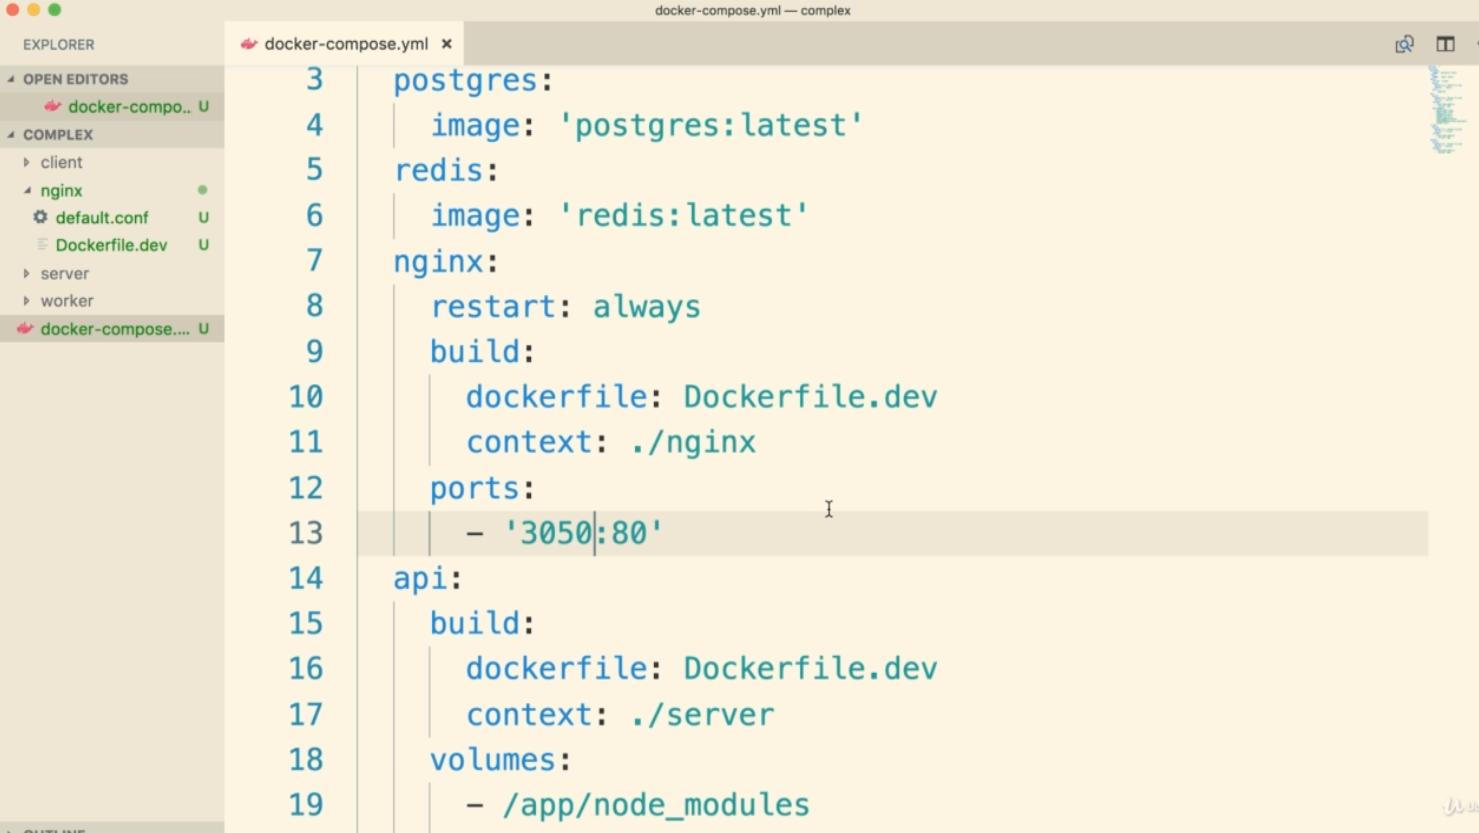 docker-compose.yml — complex
EXPLORER
docker-compose.yml ×
OPEN EDITORS
docker-compo... U
COMPLEX
client
nginx
default.conf U
Dockerfile.dev U
server
worker
docker-compose.... U
3 postgres:
4 image: 'postgres:latest'
5 redis:
6 image: 'redis:latest'
7 nginx:
8 restart: always
9 build:
10 dockerfile: Dockerfile.dev
11 context: ./nginx
12 ports:
13 - '3050:80'
14 api:
15 build:
16 dockerfile: Dockerfile.dev
17 context: ./server
18 volumes:
19 - /app/node_modules
OUTLINE